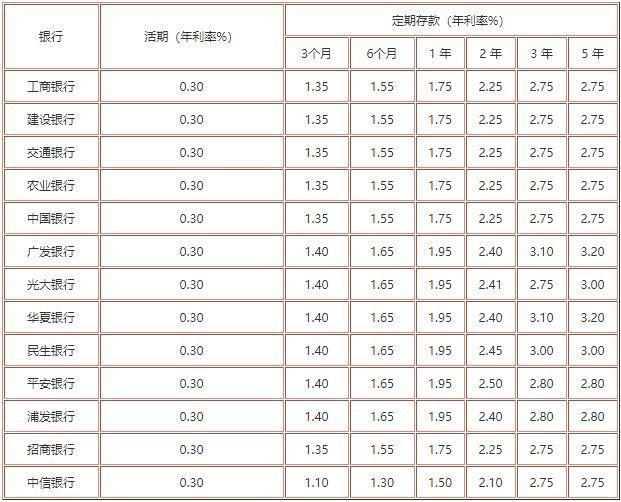 银行 活期（年利率%） 定期存款（年利率%）
3个月 6个月 1 年 2 年 3 年 5 年
工商银行 0.30 1.35 1.55 1.75 2.25 2.75 2.75
建设银行 0.30 1.35 1.55 1.75 2.25 2.75 2.75
交通银行 0.30 1.35 1.55 1.75 2.25 2.75 2.75
农业银行 0.30 1.35 1.55 1.75 2.25 2.75 2.75
中国银行 0.30 1.35 1.55 1.75 2.25 2.75 2.75
广发银行 0.30 1.40 1.65 1.95 2.40 3.10 3.20
光大银行 0.30 1.40 1.65 1.95 2.41 2.75 3.00
华夏银行 0.30 1.40 1.65 1.95 2.40 3.10 3.20
民生银行 0.30 1.40 1.65 1.95 2.45 3.00 3.00
平安银行 0.30 1.40 1.65 1.95 2.50 2.80 2.80
浦发银行 0.30 1.40 1.65 1.95 2.40 2.80 2.80
招商银行 0.30 1.35 1.55 1.75 2.25 2.75 2.75
中信银行 0.30 1.10 1.30 1.50 2.10 2.75 2.75